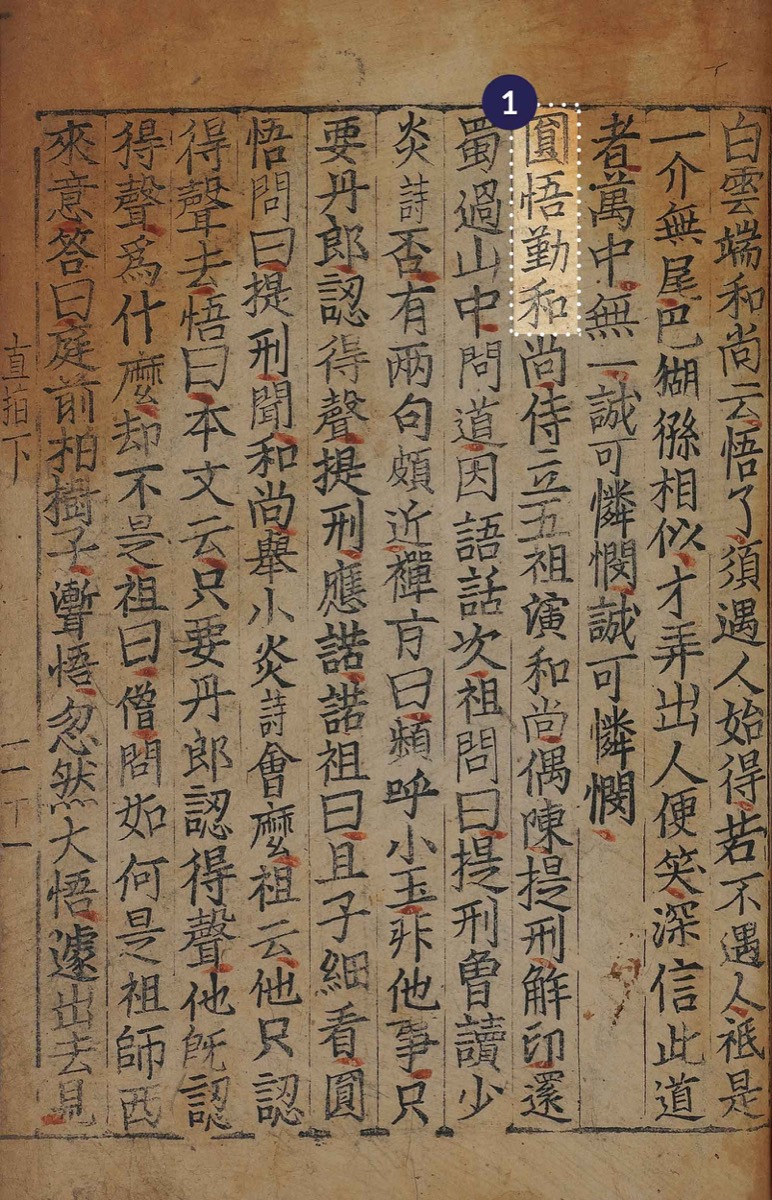 1
白雲端和尚云悟了須遇人始得若不遇人祗是
一介無尾巴猢猻相似才弄出人便笑深信此道
者萬中無一誠可憐憫誠可憐憫
圓悟勤和尚侍立五祖演和尚偶陳提刑解印還
蜀過山中問道因語話次祖問曰提刑曾讀少
炎詩否有兩句頗近禪方曰頻呼小玉非他事只
要丹郎認得聲提刑應諾諾祖曰且子細看圓
悟問曰提刑聞和尚舉小炎詩會麼祖云他只認
得聲去悟曰本文云只要丹郎認得聲他旣認
得聲爲什麼却不是祖曰僧問如何是祖師西
來意答曰庭前柏樹子聻悟忽然大悟遽出去見
直指下